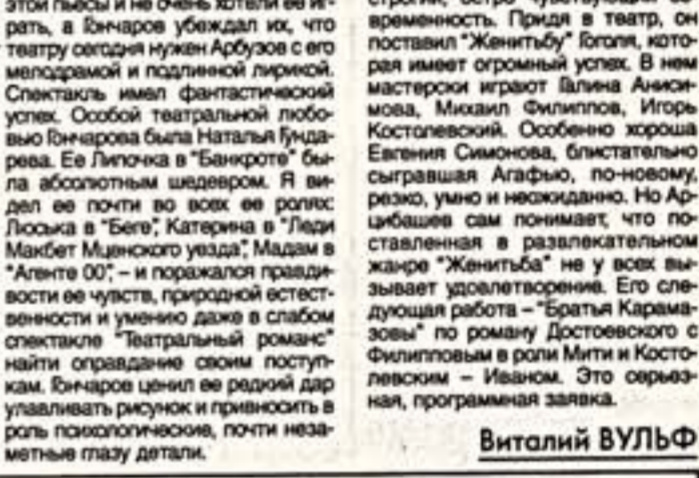 этой пьесы и не очень хотели ее иг-
рать, а Гончаров убеждал их, что
театру сегодня нужен Арбузов с его
мелодрамой и подлинной лирикой.
Спектакль имел фантастический
успех. Особой театральной любо-
вью Гончарова была Наталья Гунда-
рева. Ее Липочка в "Банкроте" бы-
ла абсолютным шедевром. Я ви-
дел ее почти во всех ее ролях:
Люська в "Беге", Катерина в "Леди
Макбет Мценского уезда", Мадам в
"Агенте 00", – и поражался правди-
вости ее чувств, природной естест-
венности и умению даже в слабом
спектакле "Театральный романс"
найти оправдание своим поступ-
кам. Гончаров ценил ее редкий дар
улавливать рисунок и привносить в
роль психологические, почти неза-
метные глазу детали.
временность. Придя в театр, он
поставил "Женитьбу" Гоголя, кото-
рая имеет огромный успех. В нем
мастерски играют Галина Аниси-
мова, Михаил Филиппов, Игорь
Костолевский. Особенно хороша
Евгения Симонова, блистательно
сыгравшая Агафью, по-новому,
резко, умно и неожиданно. Но Ар-
цибашев сам понимает, что по-
ставленная в развлекательном
жанре "Женитьба" не у всех вы-
зывает удовлетворение. Его сле-
дующая работа – "Братья Карама-
зовы" по роману Достоевского с
Филипповым в роли Мити и Косто-
левским – Иваном. Это серьез-
ная, программная заявка.
Виталий ВУЛЬФ